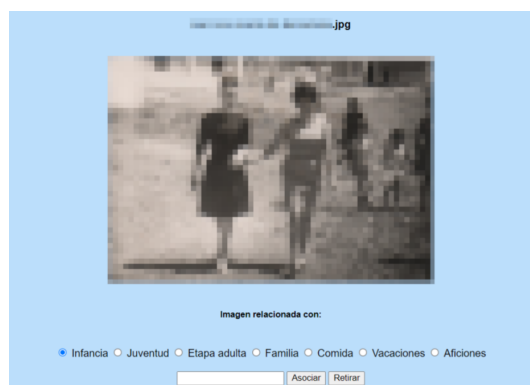 .jpg
Imagen relacionada con:
Infancia Juventud Etapa adulta Familia Comida Vacaciones Aficiones
Asociar Retirar